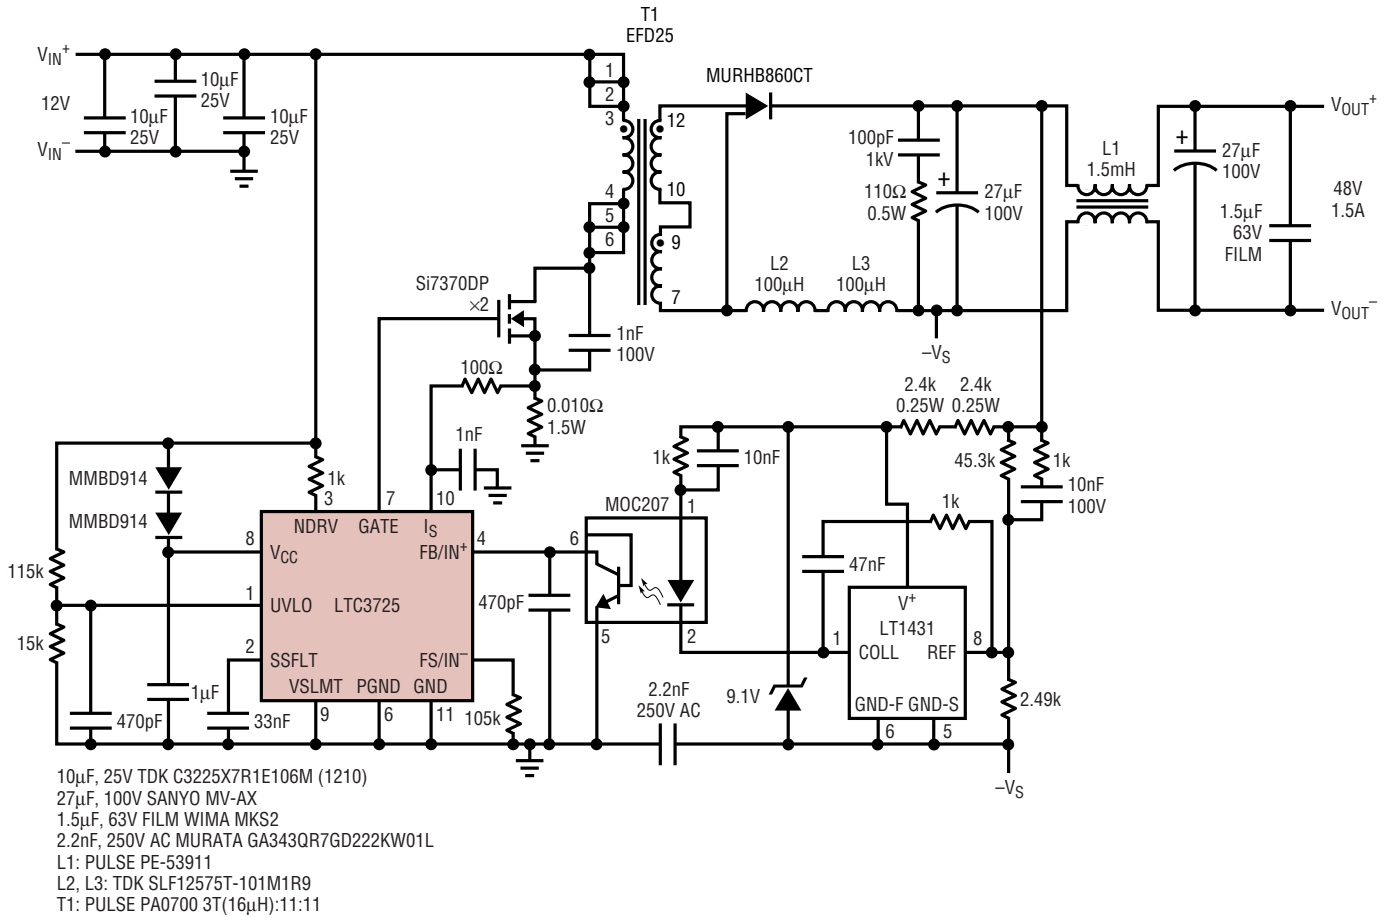 T1
EFD25
VIN+
12V
VIN−
10µF
25V
10µF
25V
10µF
25V
1
2
3
4
5
6
12
10
9
7
MURHB860CT
100pF
1kV
110Ω
0.5W
+
27µF
100V
L1
1.5mH
+
27µF
100V
1.5µF
63V
FILM
VOUT+
48V
1.5A
VOUT−
L2
100µH
L3
100µH
−VS
Si7370DP
×2
1nF
100V
100Ω
0.010Ω
1.5W
1nF
MMBD914
MMBD914
1k
3
7
10
NDRV
GATE
IS
8
VCC
FB/IN+
4
115k
1
UVLO
LTC3725
15k
2
SSFLT
FS/IN−
VSLMT
PGND
GND
9
6
11
470pF
1µF
33nF
105k
470pF
1k
10nF
MOC207
1
6
5
2
2.2nF
250V AC
9.1V
2.4k
0.25W
2.4k
0.25W
45.3k
1k
10nF
100V
1k
47nF
V+
LT1431
1
COLL
REF
8
GND-F
GND-S
6
5
2.49k
−VS
10µF, 25V TDK C3225X7R1E106M (1210)
27µF, 100V SANYO MV-AX
1.5µF, 63V FILM WIMA MKS2
2.2nF, 250V AC MURATA GA343QR7GD222KW01L
L1: PULSE PE-53911
L2, L3: TDK SLF12575T-101M1R9
T1: PULSE PA0700 3T(16µH):11:11